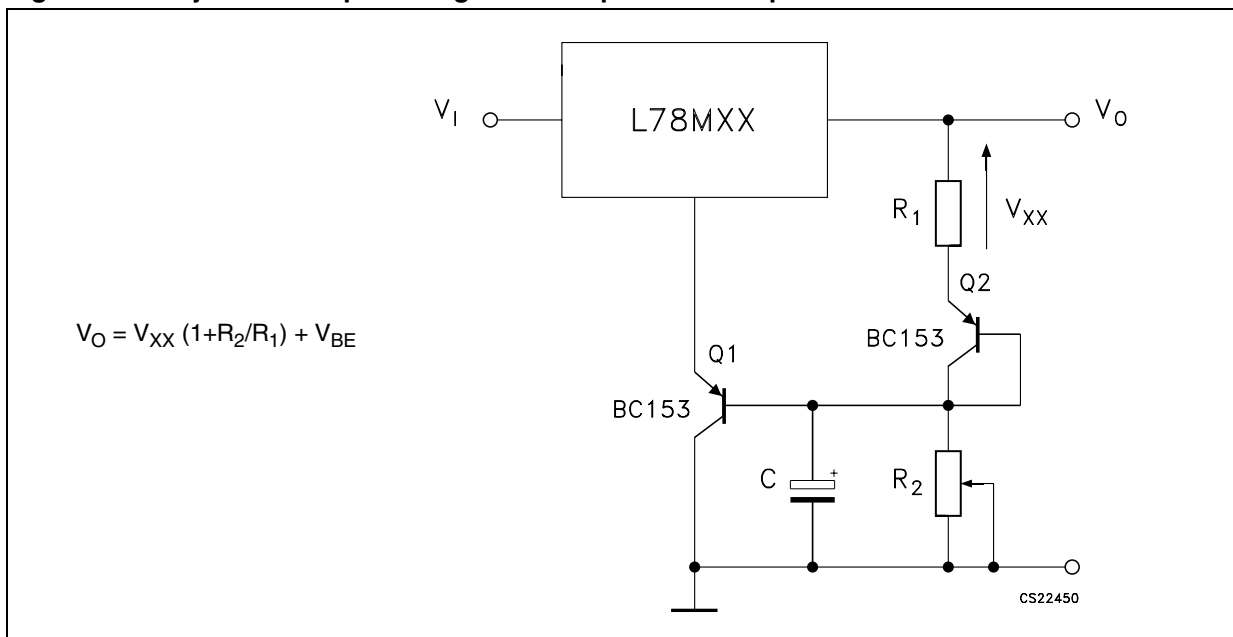 V_I
L78MXX
V_O
R_1
V_XX
Q2
BC153
V_O = V_XX (1+R_2/R_1) + V_BE
Q1
BC153
C
+
R_2
CS22450